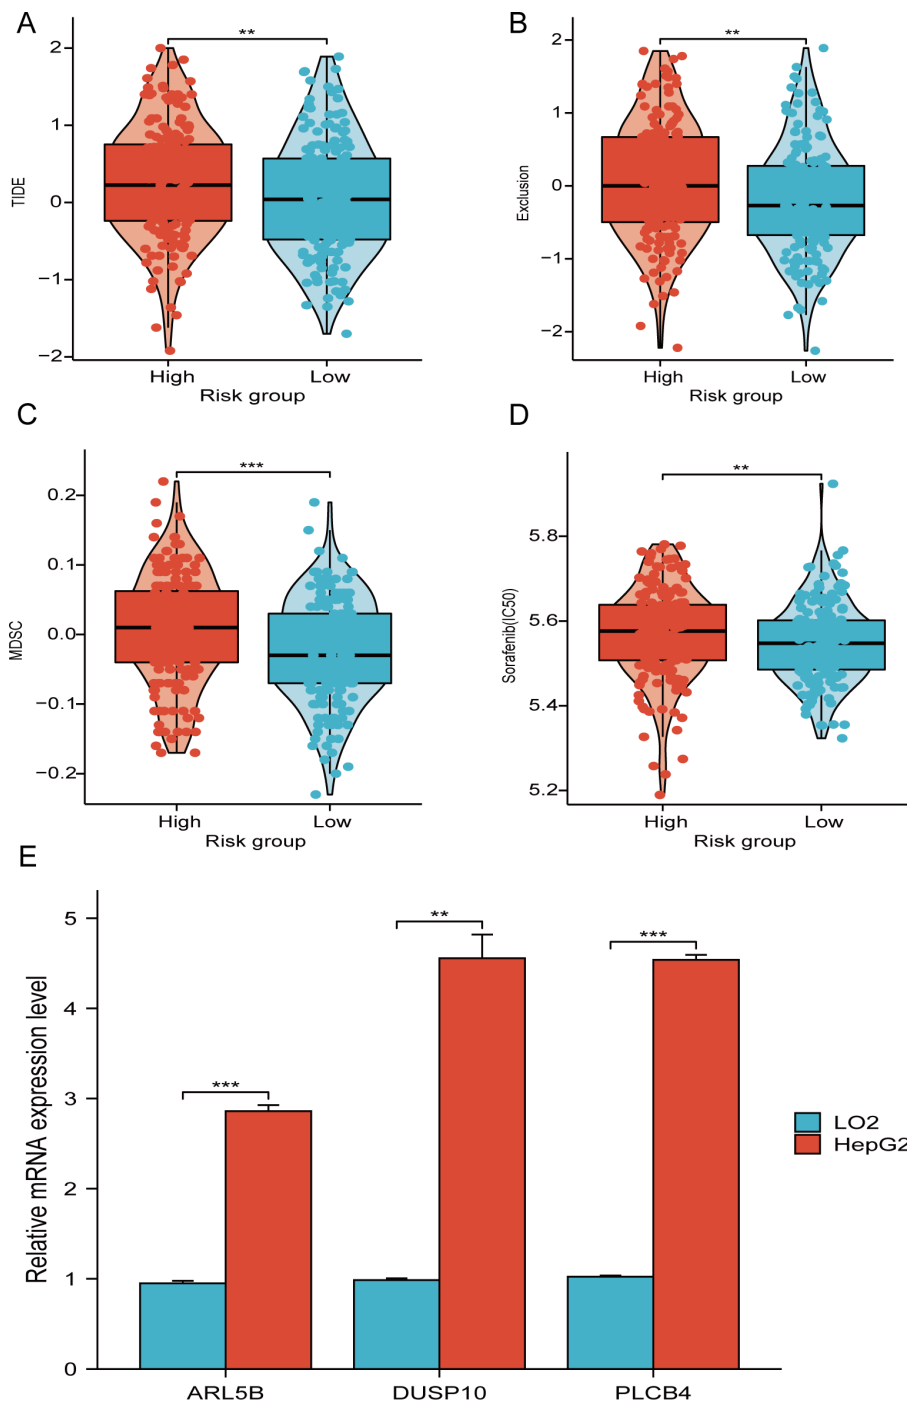 A
**
TIDE
2
1
0
−1
−2
High
Low
Risk group
B
**
Exclusion
2
1
0
−1
−2
High
Low
Risk group
C
***
MDSC
0.2
0.1
0.0
−0.1
−0.2
High
Low
Risk group
D
**
Sorafenib(IC50)
5.8
5.6
5.4
5.2
High
Low
Risk group
E
Relative mRNA expression level
5
4
3
2
1
0
***
**
***
ARL5B
DUSP10
PLCB4
LO2
HepG2